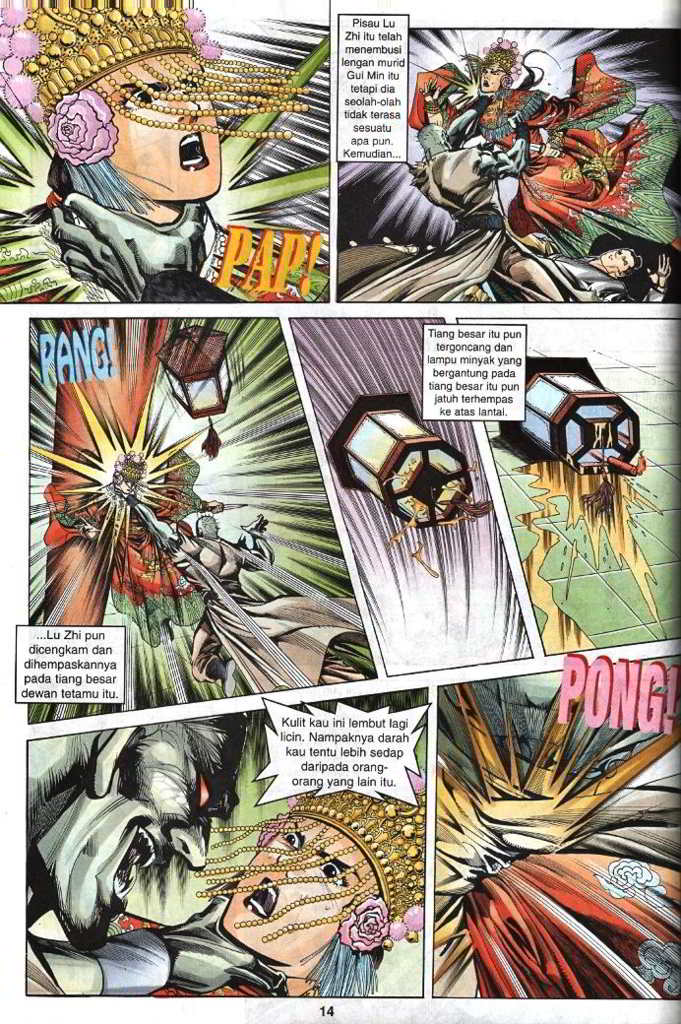 PAP!
Pisau Lu
Zhi itu telah
menembusi
lengan murid
Gui Min itu
tetapi dia
seolah-olah
tidak terasa
sesuatu
apa pun.
Kemudian...
PANG!
Tiang besar itu pun
tergoncang dan
lampu minyak yang
bergantung pada
tiang besar itu pun
jatuh terhempas
ke atas lantai.
...Lu Zhi pun
dicengkam dan
dihempaskannya
pada tiang besar
dewan tetamu itu.
Kulit kau ini lembut lagi
licin. Nampaknya darah
kau tentu lebih sedap
daripada orang-
orang yang lain itu.
PONG!
14